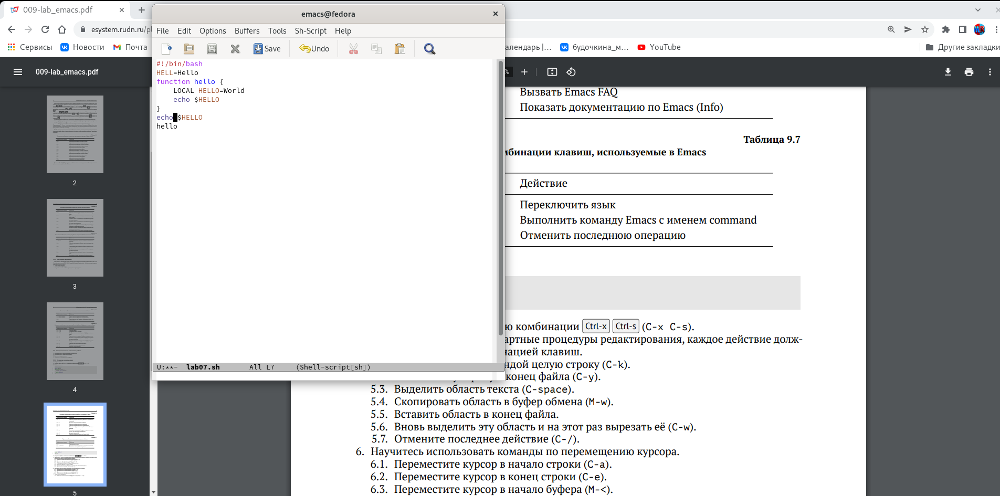 009-lab_emacs.pdf
esystem.rudn.ru/pl
Сервисы
Новости
Почта
алендарь |...
будочкина_м...
YouTube
Другие закладки
009-lab_emacs.pdf
%
2
3
4
5
emacs@fedora
File Edit Options Buffers Tools Sh-Script Help
Save Undo
#!/bin/bash
HELL=Hello
function hello {
    LOCAL HELLO=World
    echo $HELLO
}
echo $HELLO
hello
U:**-  lab07.sh       All L7     (Shell-script[sh])
Вызвать Emacs FAQ
Показать документацию по Emacs (Info)
Таблица 9.7
мбинации клавиш, используемые в Emacs
Действие
Переключить язык
Выполнить команду Emacs с именем command
Отменить последнюю операцию
ю комбинации Ctrl-x Ctrl-s (C-x C-s).
артные процедуры редактирования, каждое действие долж-
нацией клавиш.
ндой целую строку (C-k).
конец файла (C-y).
5.3. Выделить область текста (C-space).
5.4. Скопировать область в буфер обмена (M-w).
5.5. Вставить область в конец файла.
5.6. Вновь выделить эту область и на этот раз вырезать её (C-w).
5.7. Отмените последнее действие (C-/).
6. Научитесь использовать команды по перемещению курсора.
6.1. Переместите курсор в начало строки (C-a).
6.2. Переместите курсор в конец строки (C-e).
6.3. Переместите курсор в начало буфера (M-<).